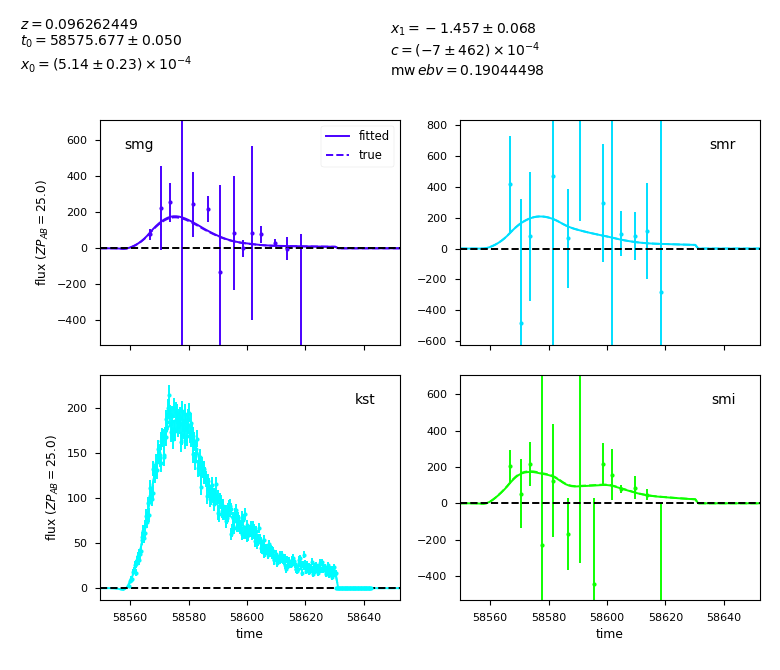 z = 0.096262449
t₀ = 58575.677 ± 0.050
x₀ = (5.14 ± 0.23) × 10⁻⁴
x₁ = −1.457 ± 0.068
c = (−7 ± 462) × 10⁻⁴
mw ebv = 0.19044498
smg
fitted
true
flux (ZP_AB = 25.0)
600
400
200
0
−200
−400
smr
800
600
400
200
0
−200
−400
−600
kst
flux (ZP_AB = 25.0)
200
150
100
50
0
58560 58580 58600 58620 58640
time
smi
600
400
200
0
−200
−400
58560 58580 58600 58620 58640
time